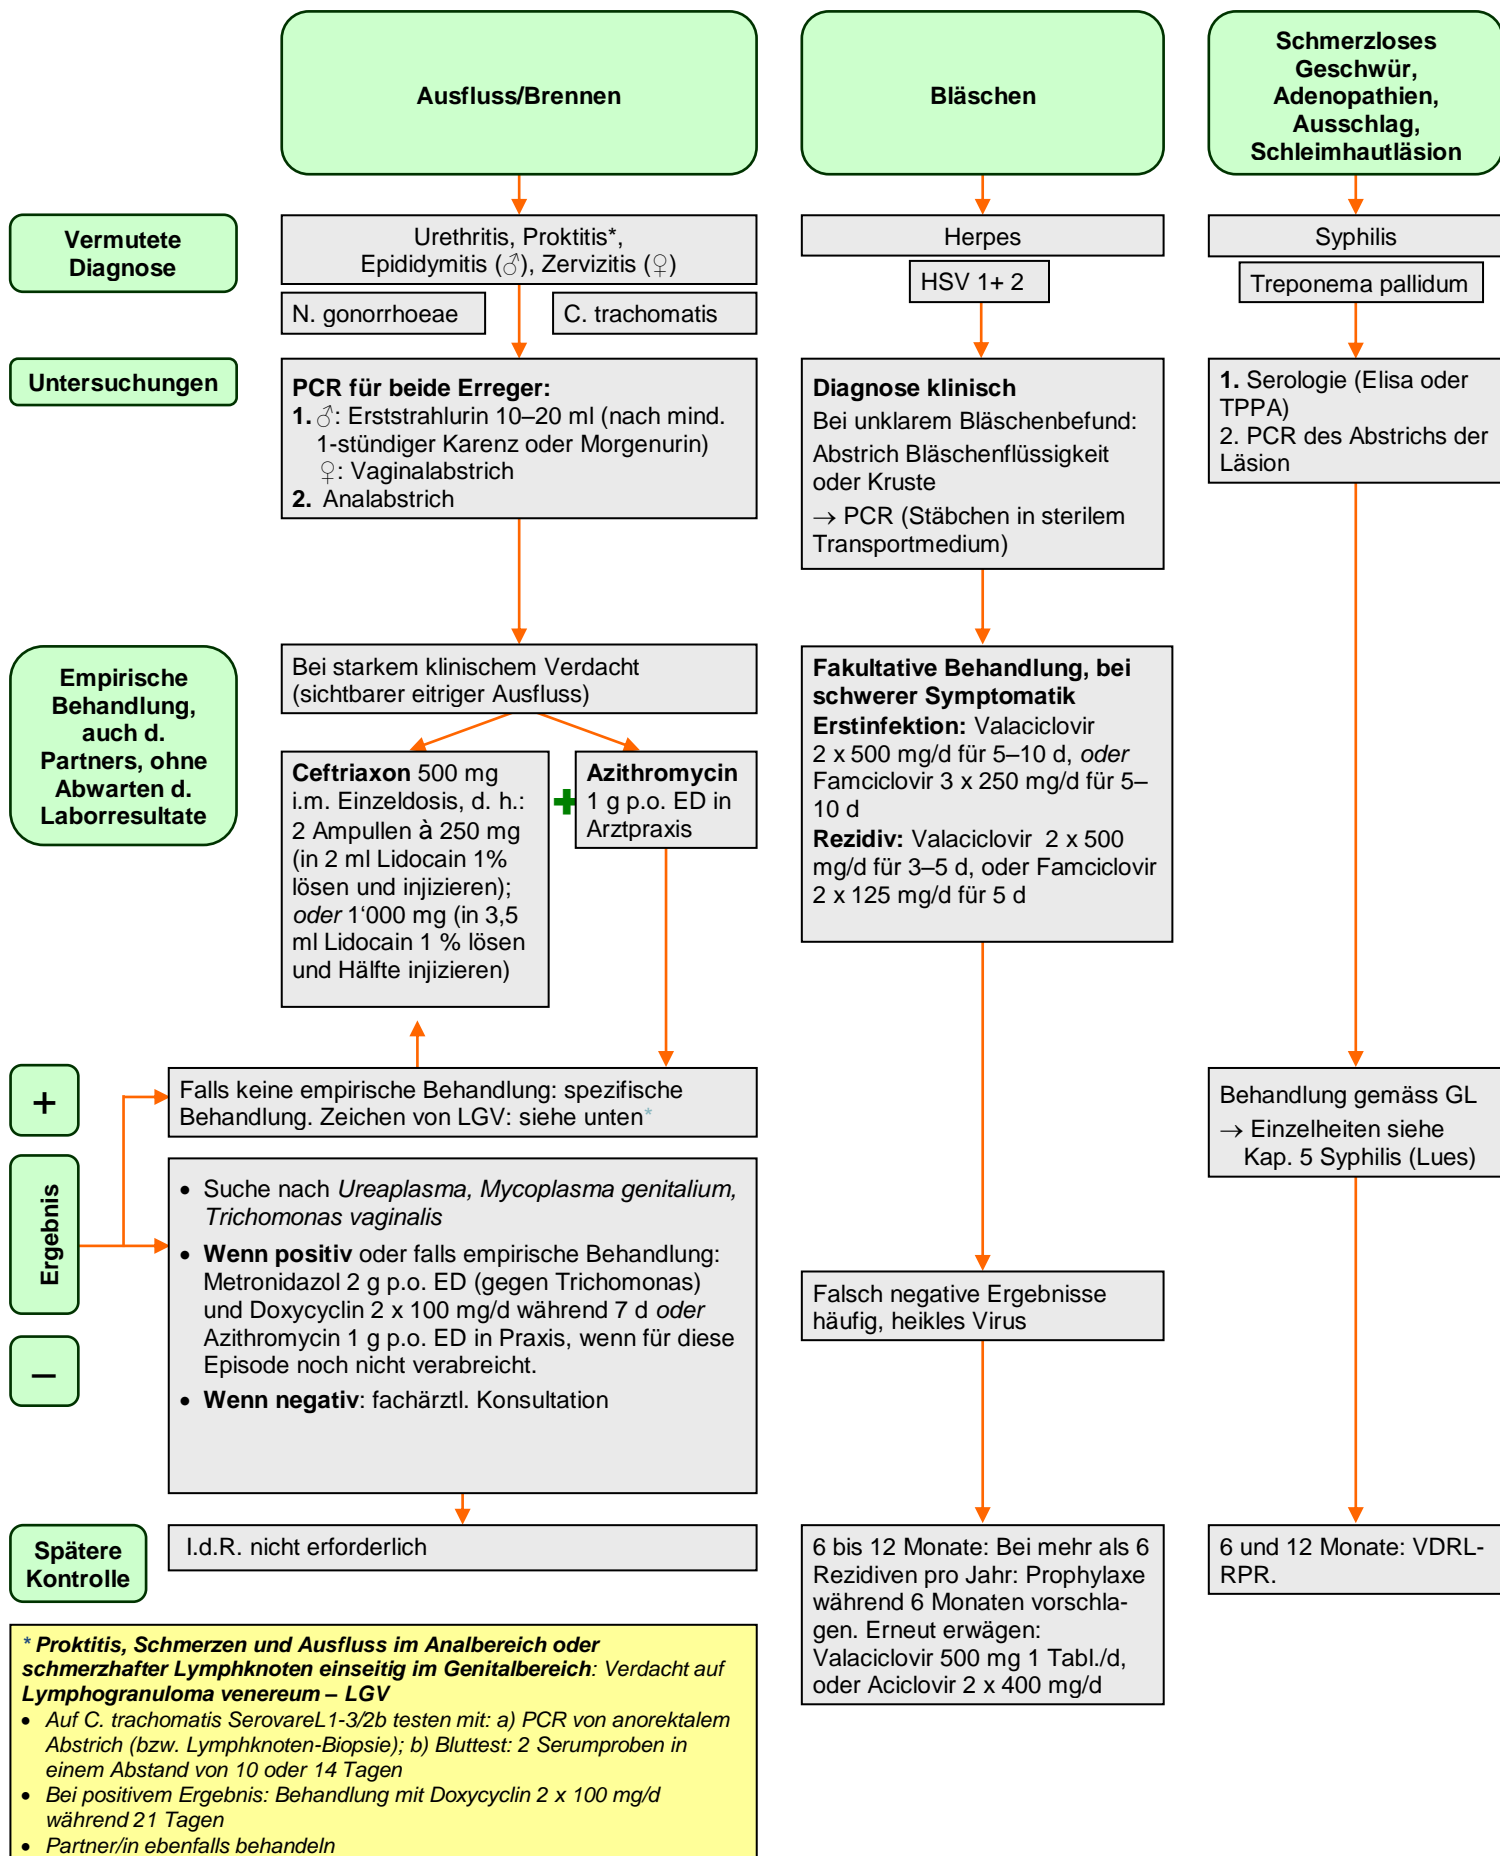 Ausfluss/Brennen
Bläschen
Schmerzloses
Geschwür,
Adenopathien,
Ausschlag,
Schleimhautläsion
Vermutete
Diagnose
Urethritis, Proktitis*,
Epididymitis (♂), Zervizitis (♀)
N. gonorrhoeae
C. trachomatis
Herpes
HSV 1+ 2
Syphilis
Treponema pallidum
Untersuchungen
PCR für beide Erreger:
1. ♂: Erststrahlurin 10–20 ml (nach mind.
1-stündiger Karenz oder Morgenurin)
♀: Vaginalabstrich
2. Analabstrich
Diagnose klinisch
Bei unklarem Bläschenbefund:
Abstrich Bläschenflüssigkeit
oder Kruste
→ PCR (Stäbchen in sterilem
Transportmedium)
1. Serologie (Elisa oder
TPPA)
2. PCR des Abstrichs der
Läsion
Empirische
Behandlung,
auch d.
Partners, ohne
Abwarten d.
Laborresultate
Bei starkem klinischem Verdacht
(sichtbarer eitriger Ausfluss)
Ceftriaxon 500 mg
i.m. Einzeldosis, d. h.:
2 Ampullen à 250 mg
(in 2 ml Lidocain 1%
lösen und injizieren);
oder 1‘000 mg (in 3,5
ml Lidocain 1 % lösen
und Hälfte injizieren)
Azithromycin
1 g p.o. ED in
Arztpraxis
Fakultative Behandlung, bei
schwerer Symptomatik
Erstinfektion: Valaciclovir
2 x 500 mg/d für 5–10 d, oder
Famciclovir 3 x 250 mg/d für 5–
10 d
Rezidiv: Valaciclovir 2 x 500
mg/d für 3–5 d, oder Famciclovir
2 x 125 mg/d für 5 d
+
Ergebnis
–
Falls keine empirische Behandlung: spezifische
Behandlung. Zeichen von LGV: siehe unten*
• Suche nach Ureaplasma, Mycoplasma genitalium,
Trichomonas vaginalis
• Wenn positiv oder falls empirische Behandlung:
Metronidazol 2 g p.o. ED (gegen Trichomonas)
und Doxycyclin 2 x 100 mg/d während 7 d oder
Azithromycin 1 g p.o. ED in Praxis, wenn für diese
Episode noch nicht verabreicht.
• Wenn negativ: fachärztl. Konsultation
Falsch negative Ergebnisse
häufig, heikles Virus
Behandlung gemäss GL
→ Einzelheiten siehe
Kap. 5 Syphilis (Lues)
Spätere
Kontrolle
I.d.R. nicht erforderlich
6 bis 12 Monate: Bei mehr als 6
Rezidiven pro Jahr: Prophylaxe
während 6 Monaten vorschla-
gen. Erneut erwägen:
Valaciclovir 500 mg 1 Tabl./d,
oder Aciclovir 2 x 400 mg/d
6 und 12 Monate: VDRL-
RPR.
* Proktitis, Schmerzen und Ausfluss im Analbereich oder
schmerzhafter Lymphknoten einseitig im Genitalbereich: Verdacht auf
Lymphogranuloma venereum – LGV
• Auf C. trachomatis SerovareL1-3/2b testen mit: a) PCR von anorektalem
Abstrich (bzw. Lymphknoten-Biopsie); b) Bluttest: 2 Serumproben in
einem Abstand von 10 oder 14 Tagen
• Bei positivem Ergebnis: Behandlung mit Doxycyclin 2 x 100 mg/d
während 21 Tagen
• Partner/in ebenfalls behandeln